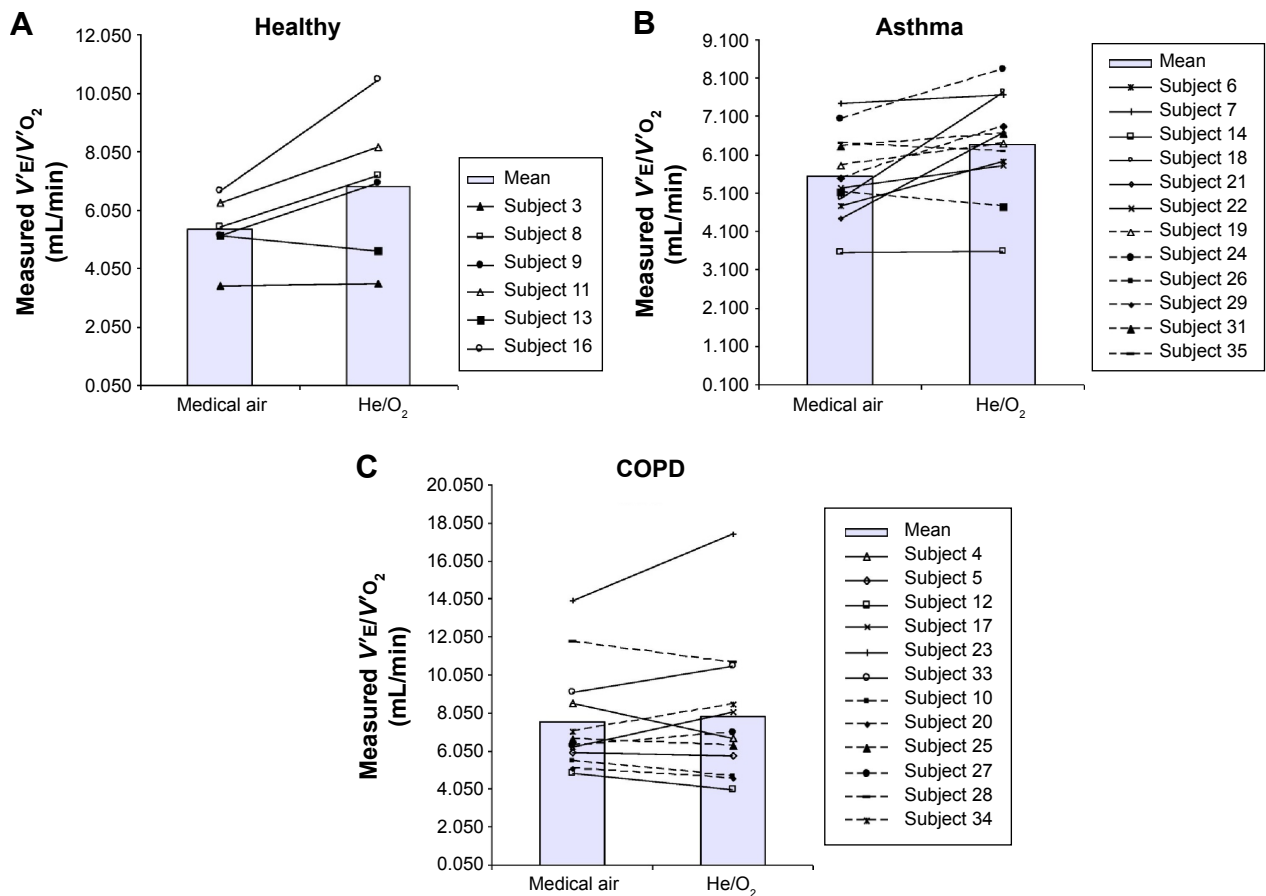 A
Healthy
Measured V′E/V′O₂
(mL/min)
12.050
10.050
8.050
6.050
4.050
2.050
0.050
Medical air
He/O₂
Mean
Subject 3
Subject 8
Subject 9
Subject 11
Subject 13
Subject 16
B
Asthma
Measured V′E/V′O₂
(mL/min)
9.100
8.100
7.100
6.100
5.100
4.100
3.100
2.100
1.100
0.100
Medical air
He/O₂
Mean
Subject 6
Subject 7
Subject 14
Subject 18
Subject 21
Subject 22
Subject 19
Subject 24
Subject 26
Subject 29
Subject 31
Subject 35
C
COPD
Measured V′E/V′O₂
(mL/min)
20.050
18.050
16.050
14.050
12.050
10.050
8.050
6.050
4.050
2.050
0.050
Medical air
He/O₂
Mean
Subject 4
Subject 5
Subject 12
Subject 17
Subject 23
Subject 33
Subject 10
Subject 20
Subject 25
Subject 27
Subject 28
Subject 34